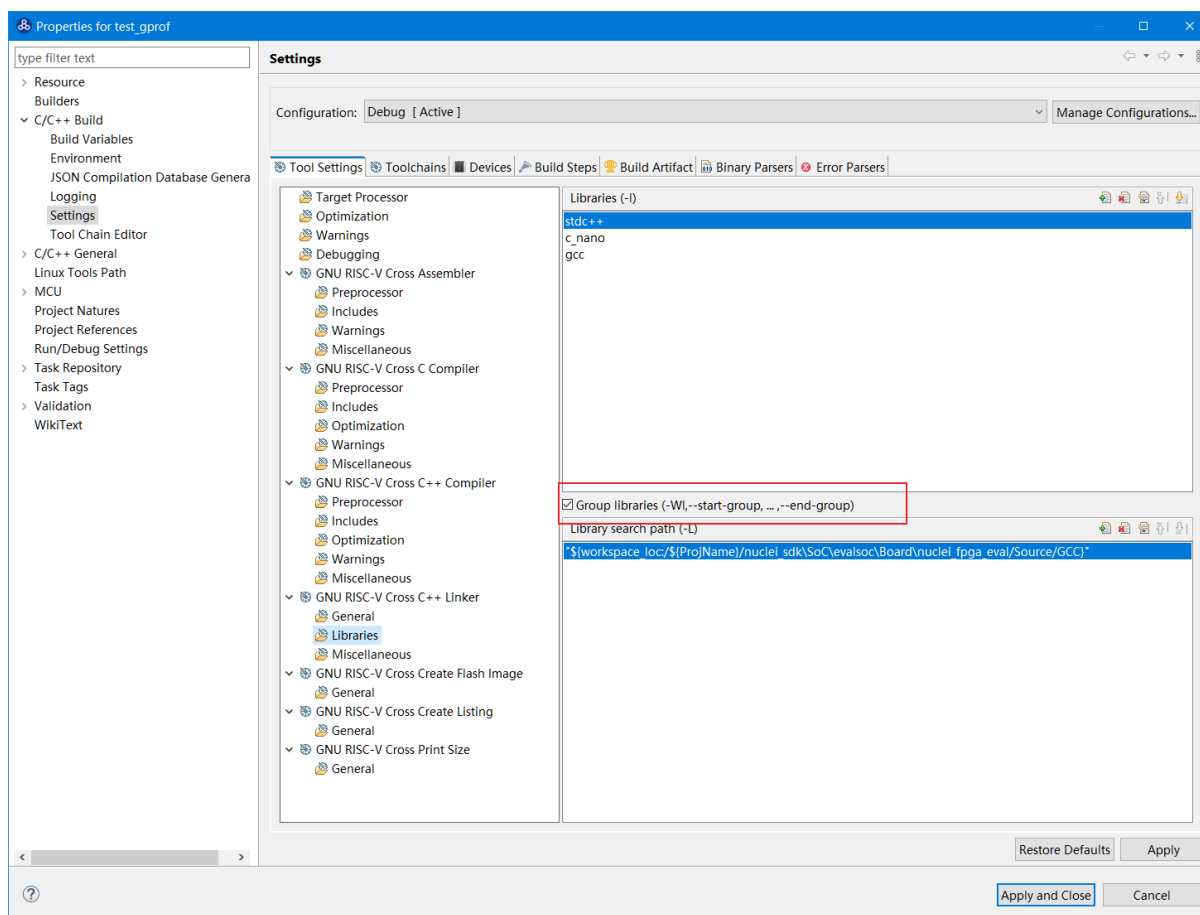 Properties for test_gprof
type filter text
Resource
Builders
C/C++ Build
Build Variables
Environment
JSON Compilation Database Genera
Logging
Settings
Tool Chain Editor
C/C++ General
Linux Tools Path
MCU
Project Natures
Project References
Run/Debug Settings
Task Repository
Task Tags
Validation
WikiText
Settings
Configuration: Debug [ Active ] Manage Configurations...
Tool Settings Toolchains Devices Build Steps Build Artifact Binary Parsers Error Parsers
Target Processor
Optimization
Warnings
Debugging
GNU RISC-V Cross Assembler
Preprocessor
Includes
Warnings
Miscellaneous
GNU RISC-V Cross C Compiler
Preprocessor
Includes
Optimization
Warnings
Miscellaneous
GNU RISC-V Cross C++ Compiler
Preprocessor
Includes
Optimization
Warnings
Miscellaneous
GNU RISC-V Cross C++ Linker
General
Libraries
Miscellaneous
GNU RISC-V Cross Create Flash Image
General
GNU RISC-V Cross Create Listing
General
GNU RISC-V Cross Print Size
General
Libraries (-l)
stdc++
c_nano
gcc
Group libraries (-Wl,--start-group, ... ,--end-group)
Library search path (-L)
"${workspace_loc:/${ProjName}/nuclei_sdk\SoC\evalsoc\Board\nuclei_fpga_eval/Source/GCC}"
Restore Defaults Apply
Apply and Close Cancel